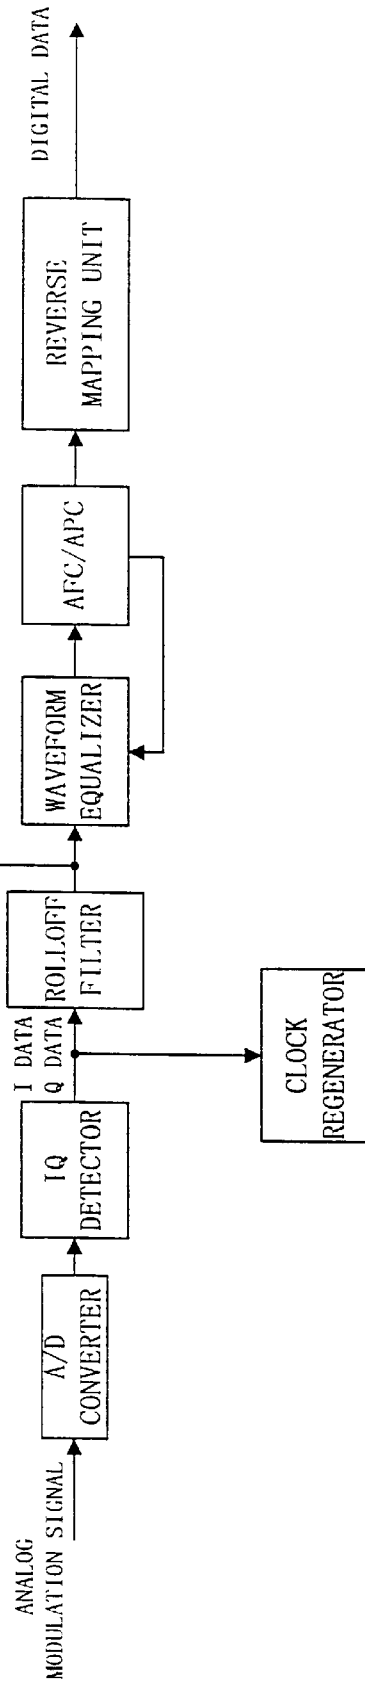 ANALOG
MODULATION SIGNAL
A/D
CONVERTER
IQ
DETECTOR
I DATA
Q DATA
ROLLOFF
FILTER
WAVEFORM
EQUALIZER
AFC/APC
REVERSE
MAPPING UNIT
DIGITAL DATA
CLOCK
REGENERATOR